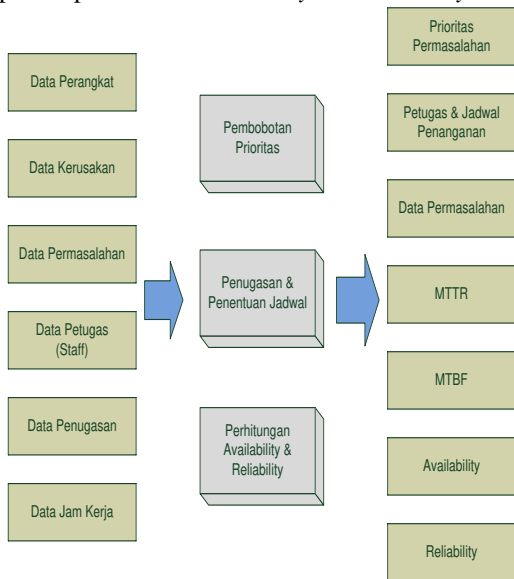 Data Perangkat
Data Kerusakan
Data Permasalahan
Data Petugas
(Staff)
Data Penugasan
Data Jam Kerja
Pembobotan
Prioritas
Penugasan &
Penentuan Jadwal
Perhitungan
Availability &
Reliability
Prioritas
Permasalahan
Petugas & Jadwal
Penanganan
Data Permasalahan
MTTR
MTBF
Availability
Reliability